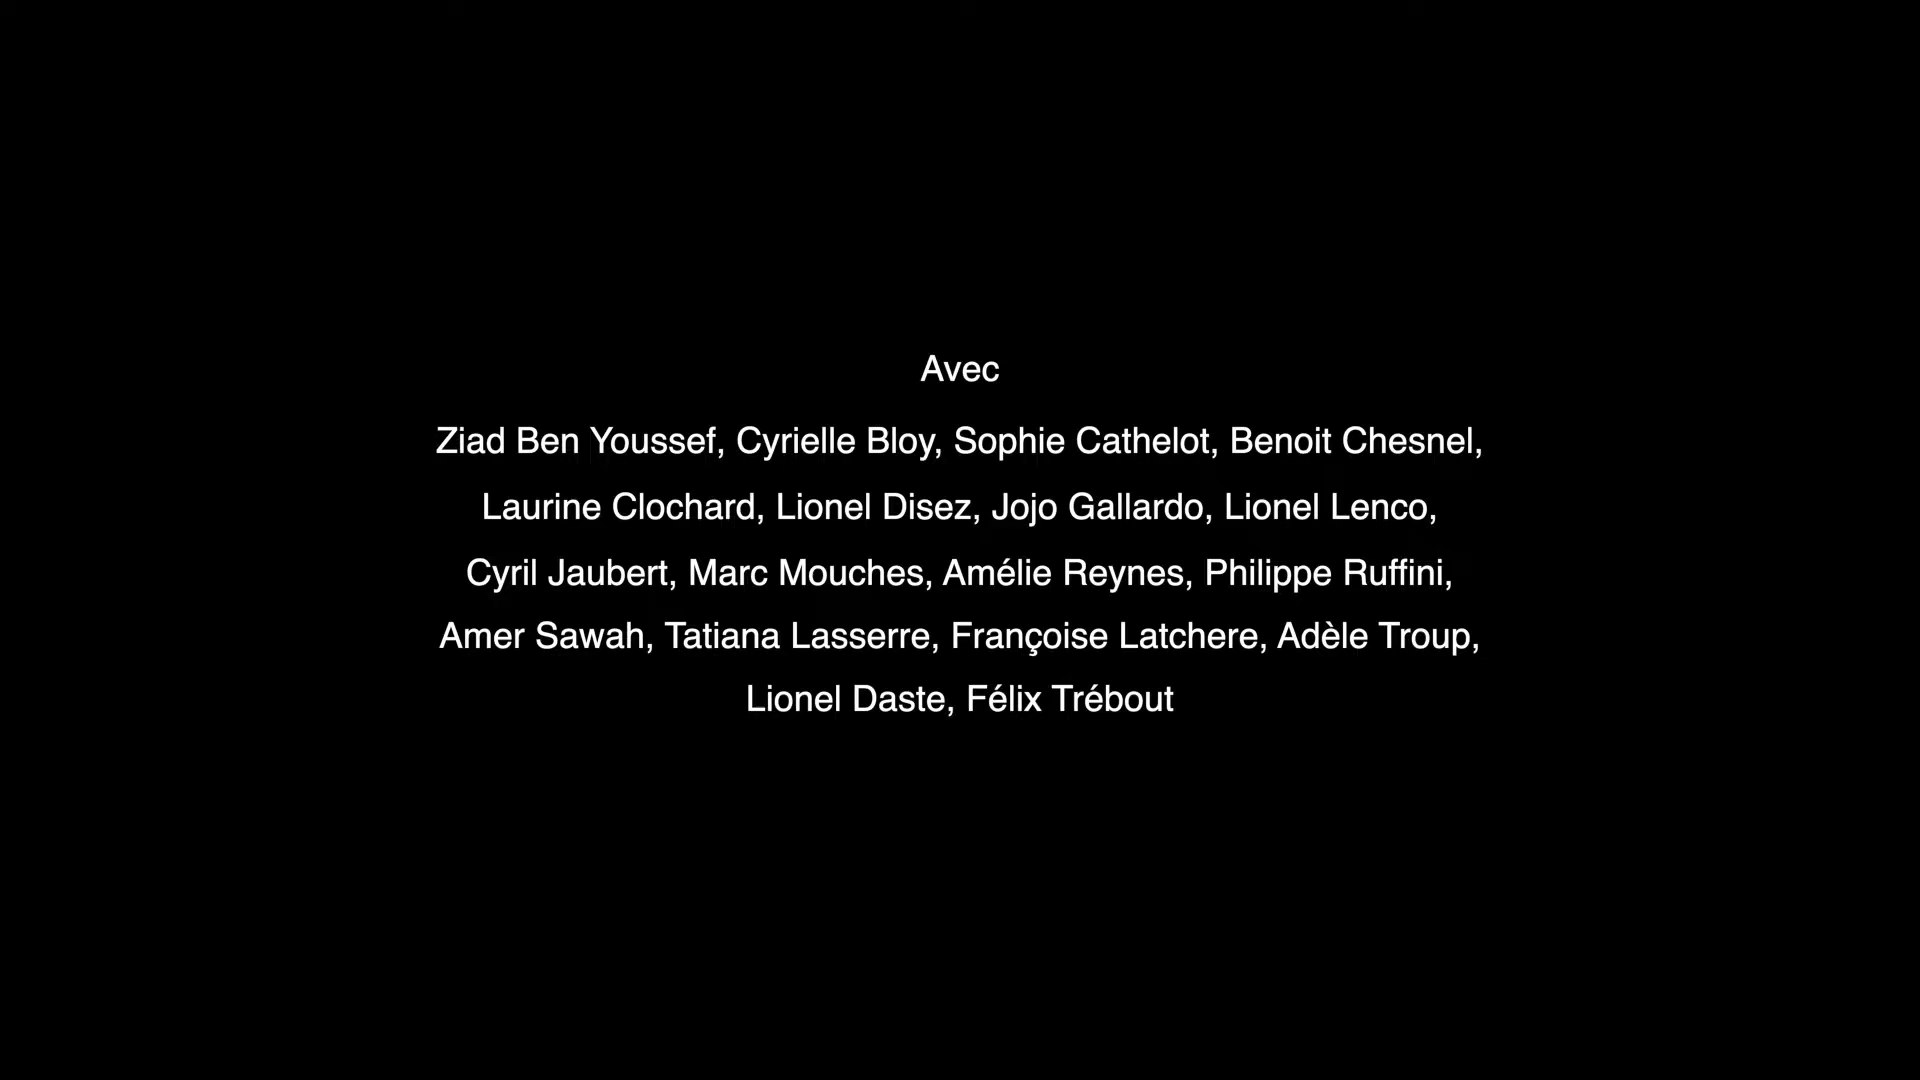 Avec
Ziad Ben Youssef, Cyrielle Bloy, Sophie Cathelot, Benoit Chesnel,
Laurine Clochard, Lionel Disez, Jojo Gallardo, Lionel Lenco,
Cyril Jaubert, Marc Mouches, Amélie Reynes, Philippe Ruffini,
Amer Sawah, Tatiana Lasserre, Françoise Latchere, Adèle Troup,
Lionel Daste, Félix Trébout